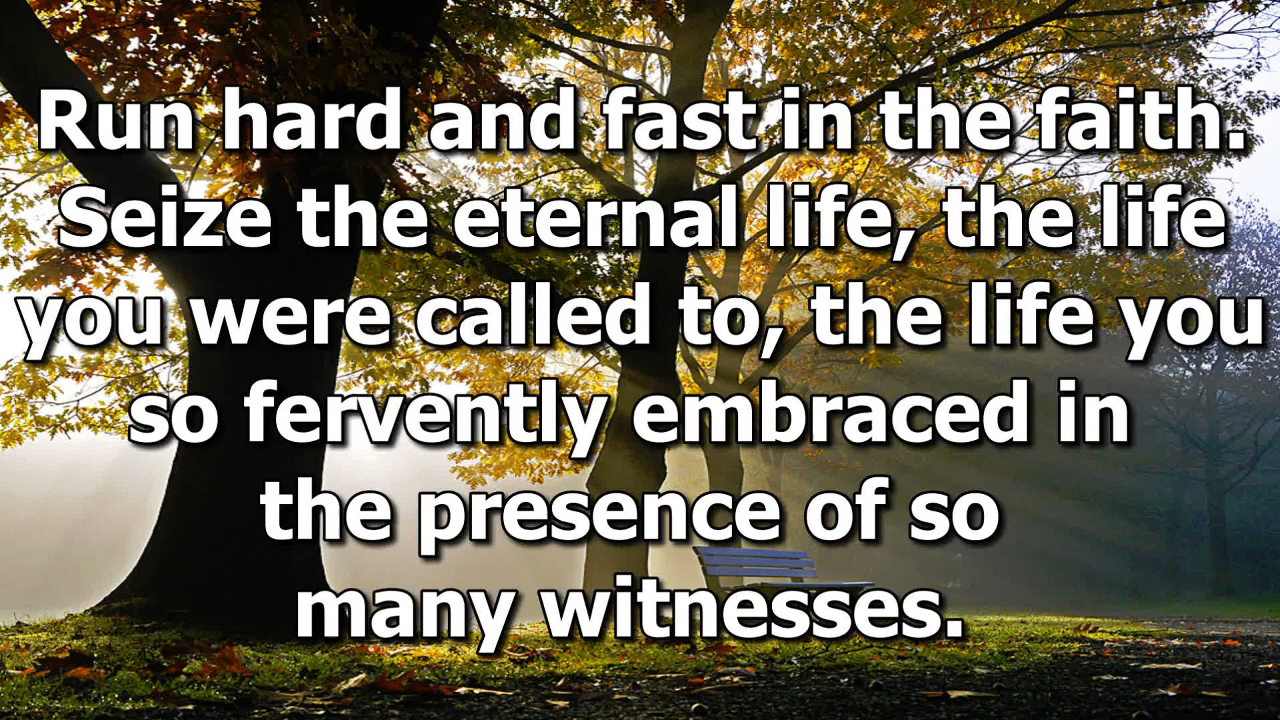 Run hard and fast in the faith.
Seize the eternal life, the life
you were called to, the life you
so fervently embraced in
the presence of so
many witnesses.